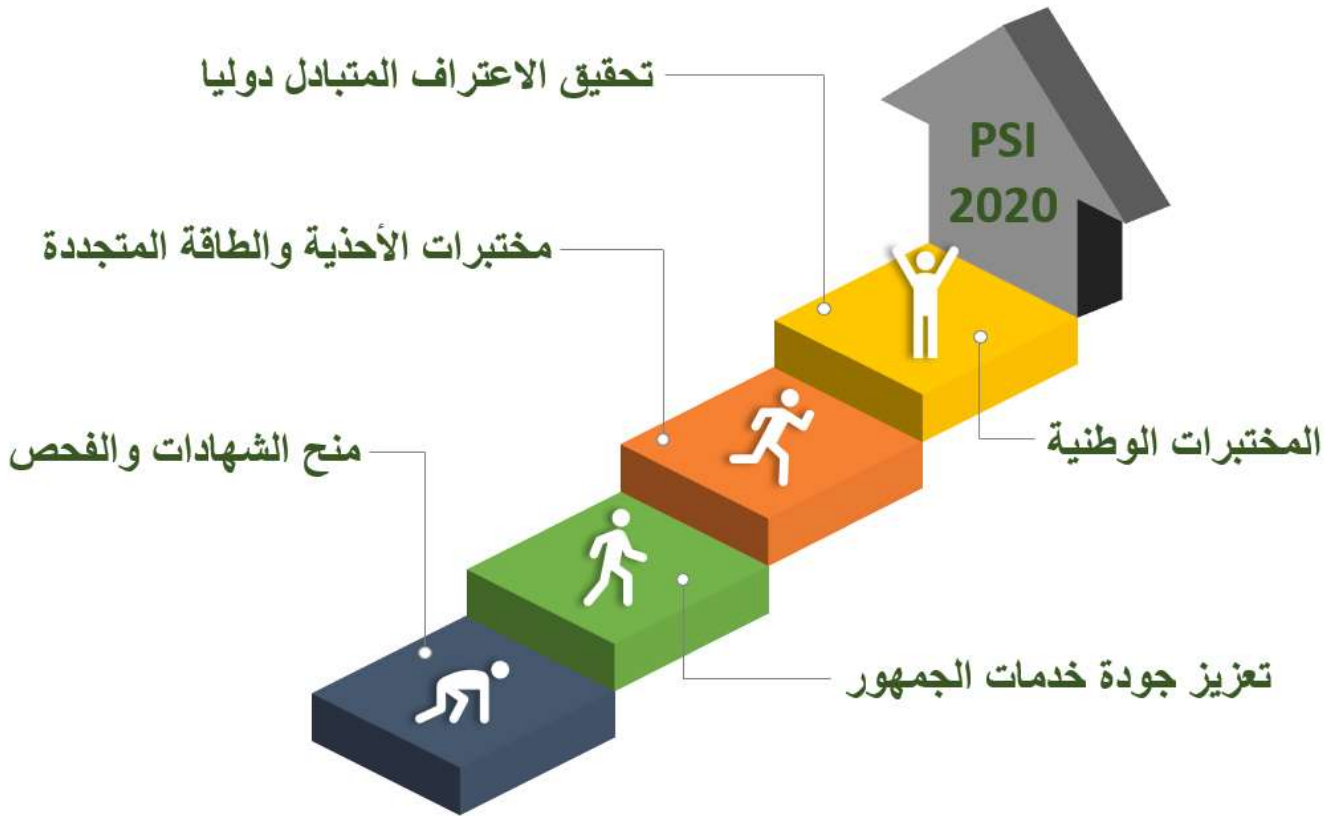 تحقيق الاعتراف المتبادل دوليا
PSI
2020
مختبرات الأحذية والطاقة المتجددة
المختبرات الوطنية
منح الشهادات والفحص
تعزيز جودة خدمات الجمهور